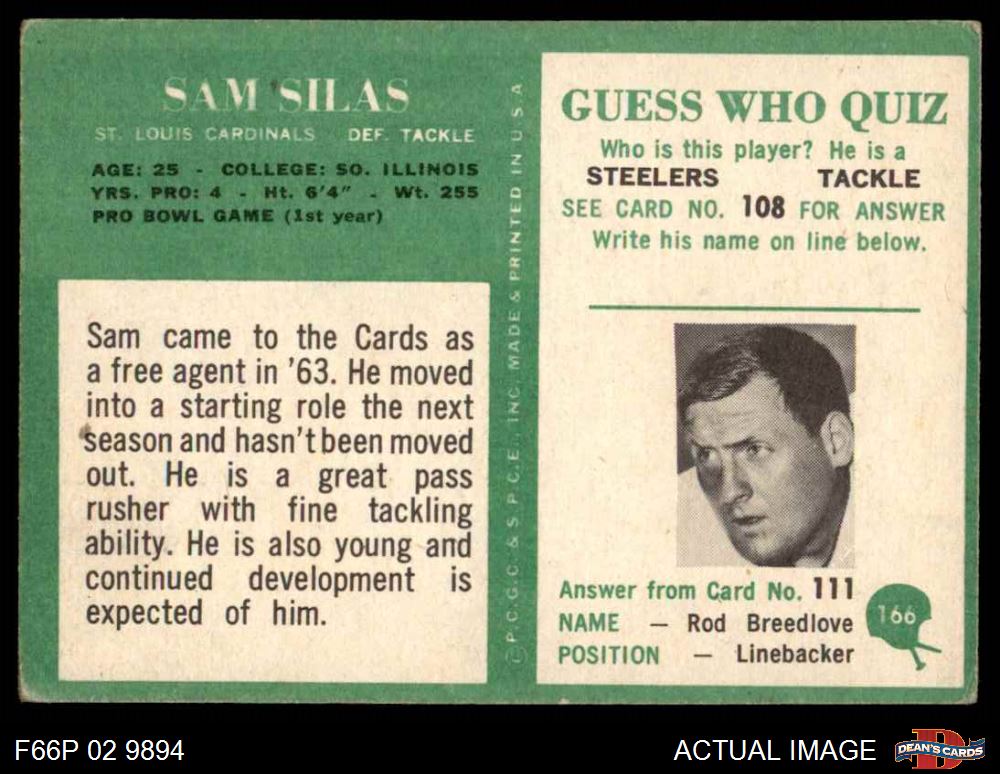 SAM SILAS
ST. LOUIS CARDINALS DEF. TACKLE
AGE: 25 - COLLEGE: SO. ILLINOIS
YRS. PRO: 4 - Ht. 6'4" - Wt. 255
PRO BOWL GAME (1st year)
Sam came to the Cards as
a free agent in '63. He moved
into a starting role the next
season and hasn't been moved
out. He is a great pass
rusher with fine tackling
ability. He is also young and
continued development is
expected of him.
© P.C.G.C. & S.P.C.E., INC. MADE & PRINTED IN U S A
GUESS WHO QUIZ
Who is this player? He is a
STEELERS TACKLE
SEE CARD NO. 108 FOR ANSWER
Write his name on line below.
Answer from Card No. 111
NAME — Rod Breedlove
POSITION — Linebacker
166
F66P 02 9894
ACTUAL IMAGE
D
DEAN'S CARDS